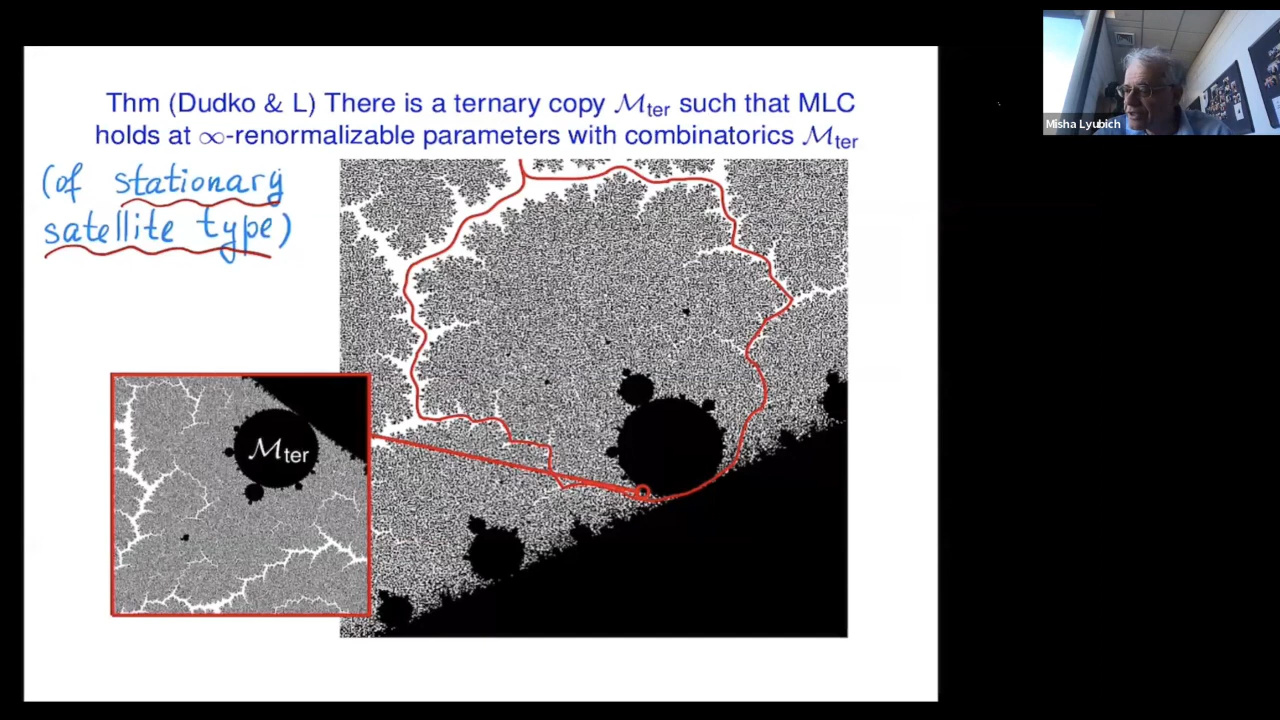 Thm (Dudko & L) There is a ternary copy 𝓜ter such that MLC
holds at ∞-renormalizable parameters with combinatorics 𝓜ter
(of stationary
satellite type)
𝓜ter
Misha Lyubich